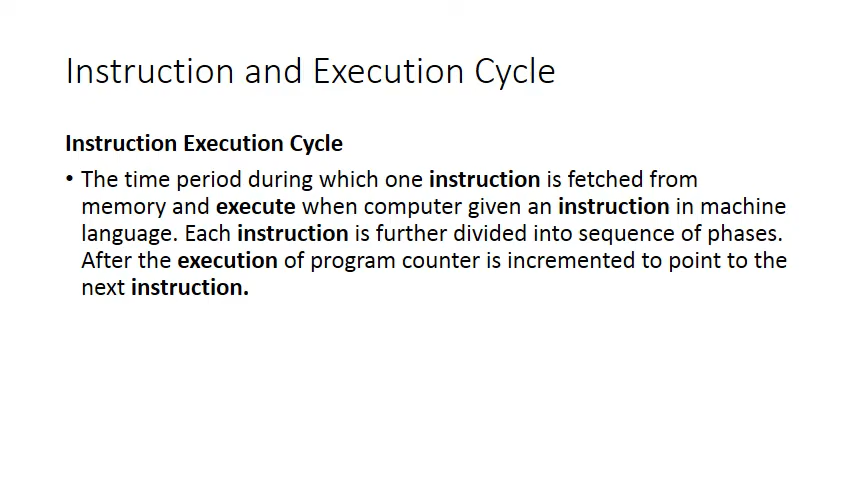 Instruction and Execution Cycle
Instruction Execution Cycle
• The time period during which one instruction is fetched from
memory and execute when computer given an instruction in machine
language. Each instruction is further divided into sequence of phases.
After the execution of program counter is incremented to point to the
next instruction.